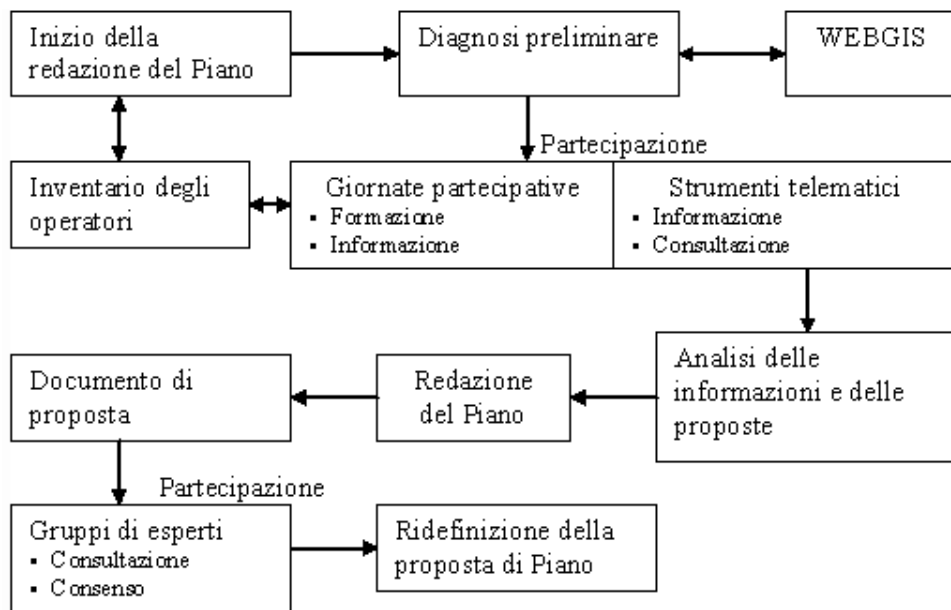 Inizio della
redazione del Piano
Diagnosi preliminare
WEBGIS
Partecipazione
Inventario degli
operatori
Giornate partecipative
▪ Formazione
▪ Informazione
Strumenti telematici
▪ Informazione
▪ Consultazione
Analisi delle
informazioni e delle
proposte
Redazione
del Piano
Documento di
proposta
Partecipazione
Gruppi di esperti
▪ Consultazione
▪ Consenso
Ridefinizione della
proposta di Piano